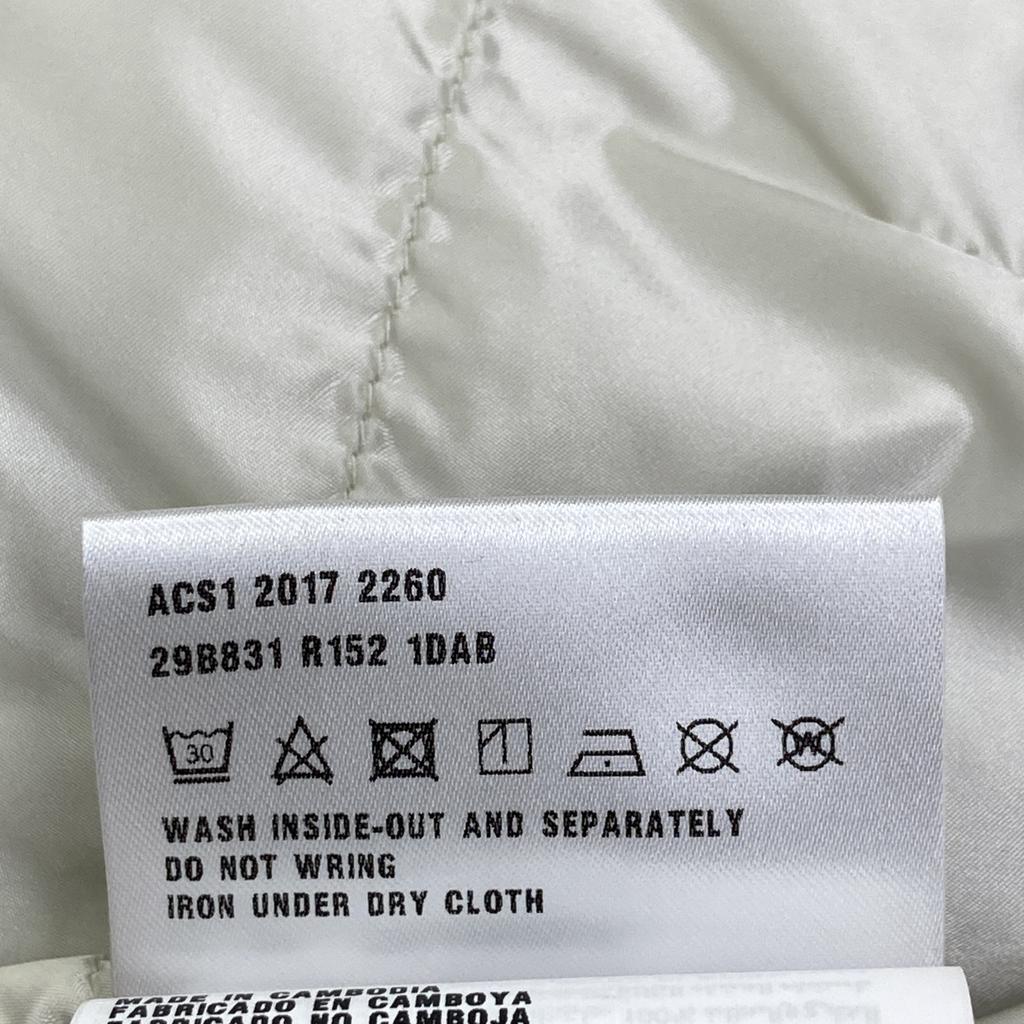 ACS1 2017 2260
29B831 R152 1DAB
30
W
WASH INSIDE-OUT AND SEPARATELY
DO NOT WRING
IRON UNDER DRY CLOTH
MADE IN CAMBODIA
FABRICADO EN CAMBOYA
FABRICADO NO CAMBOJA